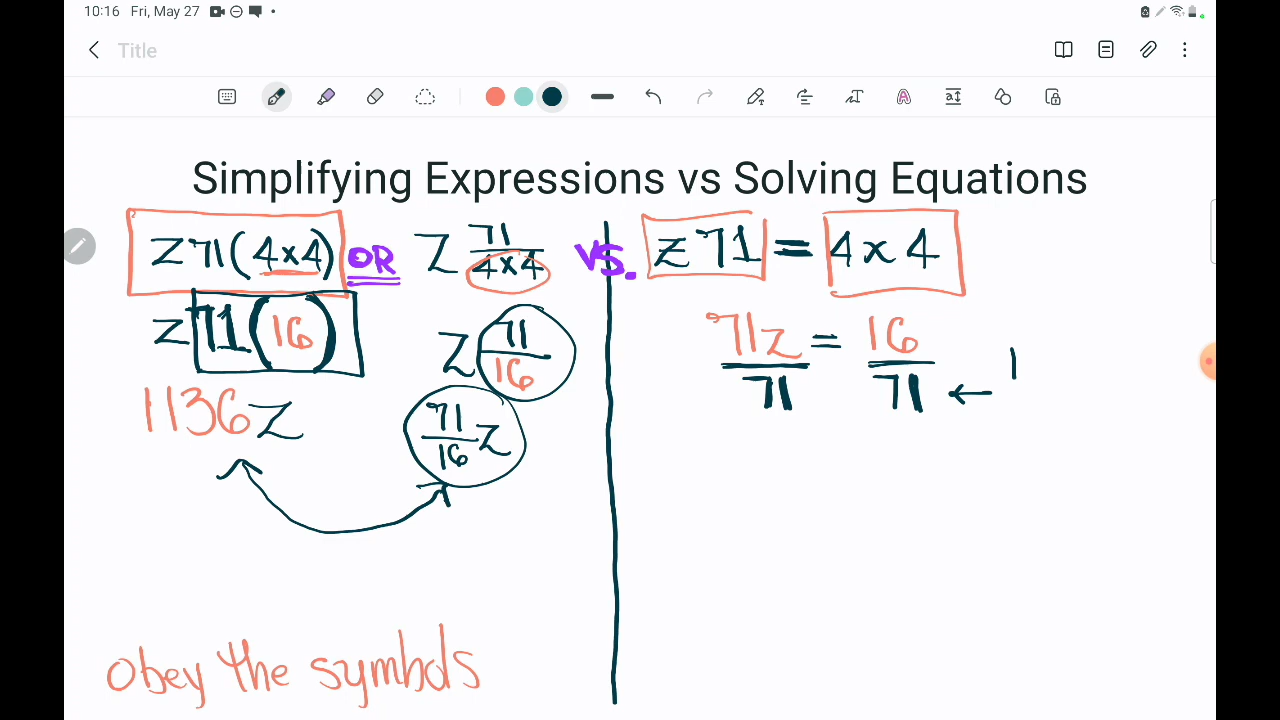 10:16 Fri, May 27
Title
Simplifying Expressions vs Solving Equations
z71(4x4) OR z 71/4x4 VS. z71 = 4x4
z71(16) z 71/16 71z/71 = 16/71 ← 1
1136z 71/16 z
obey the symbols